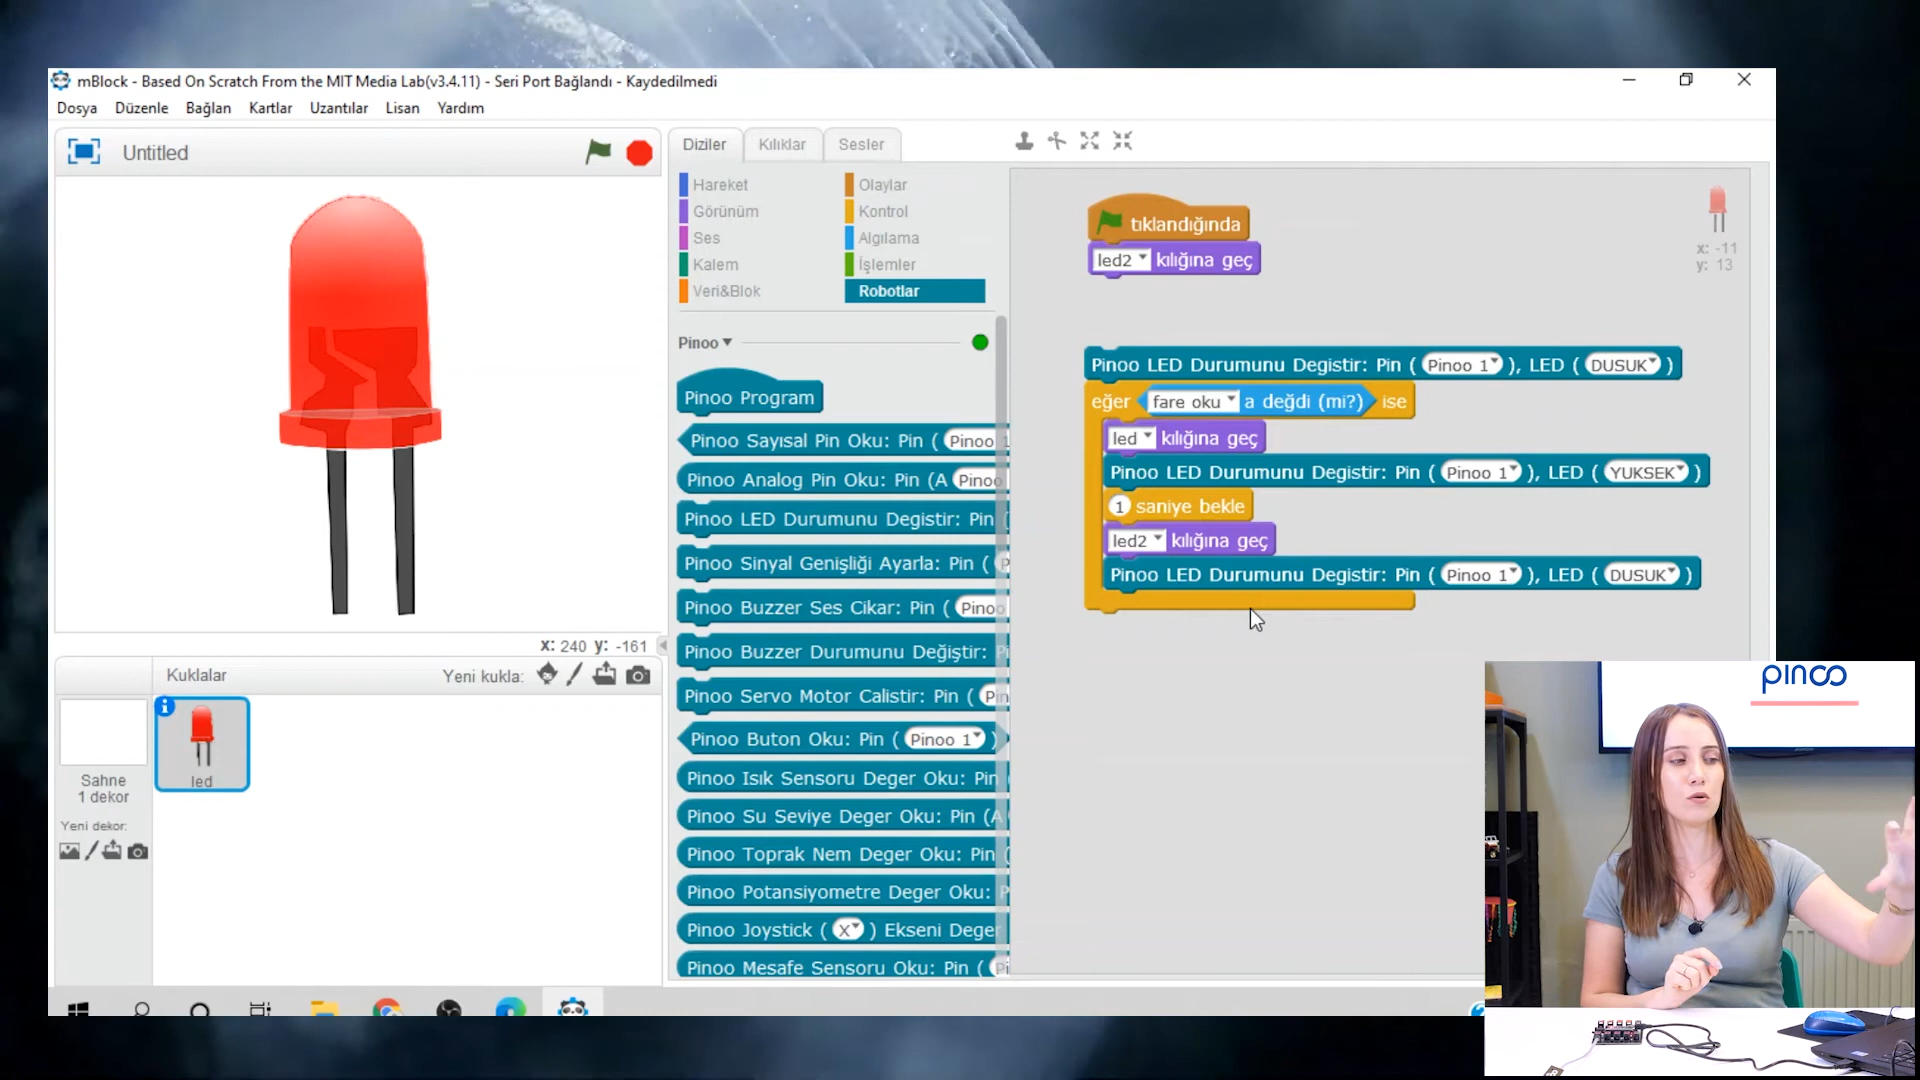 mBlock - Based On Scratch From the MIT Media Lab(v3.4.11) - Seri Port Bağlandı - Kaydedilmedi
Dosya Düzenle Bağlan Kartlar Uzantılar Lisan Yardım
Untitled
Diziler Kılıklar Sesler
Hareket Olaylar
Görünüm Kontrol
Ses Algılama
Kalem İşlemler
Veri&Blok Robotlar
Pinoo
Pinoo Program
Pinoo Sayısal Pin Oku: Pin ( Pinoo 1
Pinoo Analog Pin Oku: Pin (A Pinoo
Pinoo LED Durumunu Degistir: Pin (
Pinoo Sinyal Genişliği Ayarla: Pin ( P
Pinoo Buzzer Ses Cikar: Pin ( Pinoo
Pinoo Buzzer Durumunu Değiştir: Pi
Pinoo Servo Motor Calistir: Pin ( Pin
Pinoo Buton Oku: Pin ( Pinoo 1 )
Pinoo Isık Sensoru Deger Oku: Pin (
Pinoo Su Seviye Deger Oku: Pin (A
Pinoo Toprak Nem Deger Oku: Pin (
Pinoo Potansiyometre Deger Oku: P
Pinoo Joystick ( X ) Ekseni Deger
Pinoo Mesafe Sensoru Oku: Pin ( Pi
tıklandığında
led2 kılığına geç
x: -11
y: 13
Pinoo LED Durumunu Degistir: Pin ( Pinoo 1 ), LED ( DUSUK )
eğer fare oku a değdi (mi?) ise
led kılığına geç
Pinoo LED Durumunu Degistir: Pin ( Pinoo 1 ), LED ( YUKSEK )
1 saniye bekle
led2 kılığına geç
Pinoo LED Durumunu Degistir: Pin ( Pinoo 1 ), LED ( DUSUK )
x: 240 y: -161
Kuklalar Yeni kukla:
led
Sahne
1 dekor
Yeni dekor:
pinoo